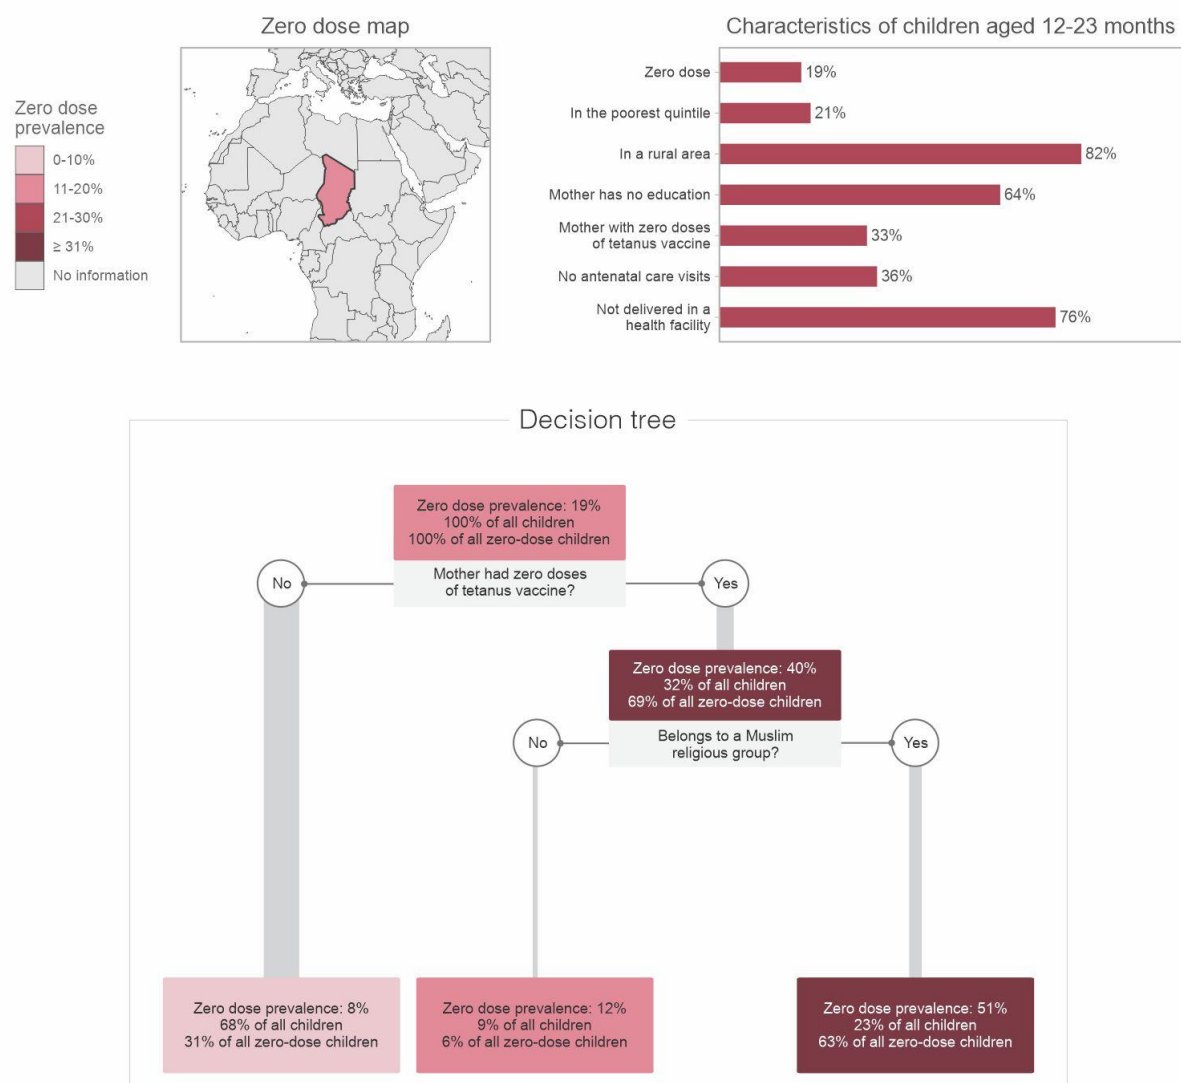 Zero dose map
Zero dose
prevalence
0-10%
11-20%
21-30%
≥ 31%
No information
Characteristics of children aged 12-23 months
Zero dose
19%
In the poorest quintile
21%
In a rural area
82%
Mother has no education
64%
Mother with zero doses
of tetanus vaccine
33%
No antenatal care visits
36%
Not delivered in a
health facility
76%
Decision tree
Zero dose prevalence: 19%
100% of all children
100% of all zero-dose children
Mother had zero doses
of tetanus vaccine?
No
Yes
Zero dose prevalence: 40%
32% of all children
69% of all zero-dose children
Belongs to a Muslim
religious group?
No
Yes
Zero dose prevalence: 8%
68% of all children
31% of all zero-dose children
Zero dose prevalence: 12%
9% of all children
6% of all zero-dose children
Zero dose prevalence: 51%
23% of all children
63% of all zero-dose children